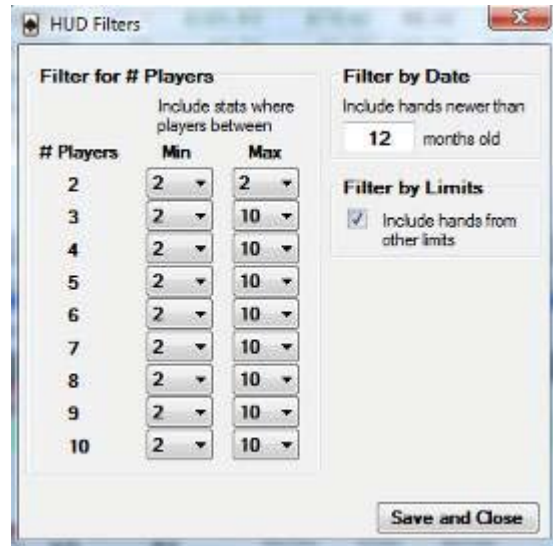 HUD Filters
Filter for # Players
Include stats where
players between
# Players Min Max
2 2 2
3 2 10
4 2 10
5 2 10
6 2 10
7 2 10
8 2 10
9 2 10
10 2 10
Filter by Date
Include hands newer than
12 months old
Filter by Limits
Include hands from
other limits
Save and Close